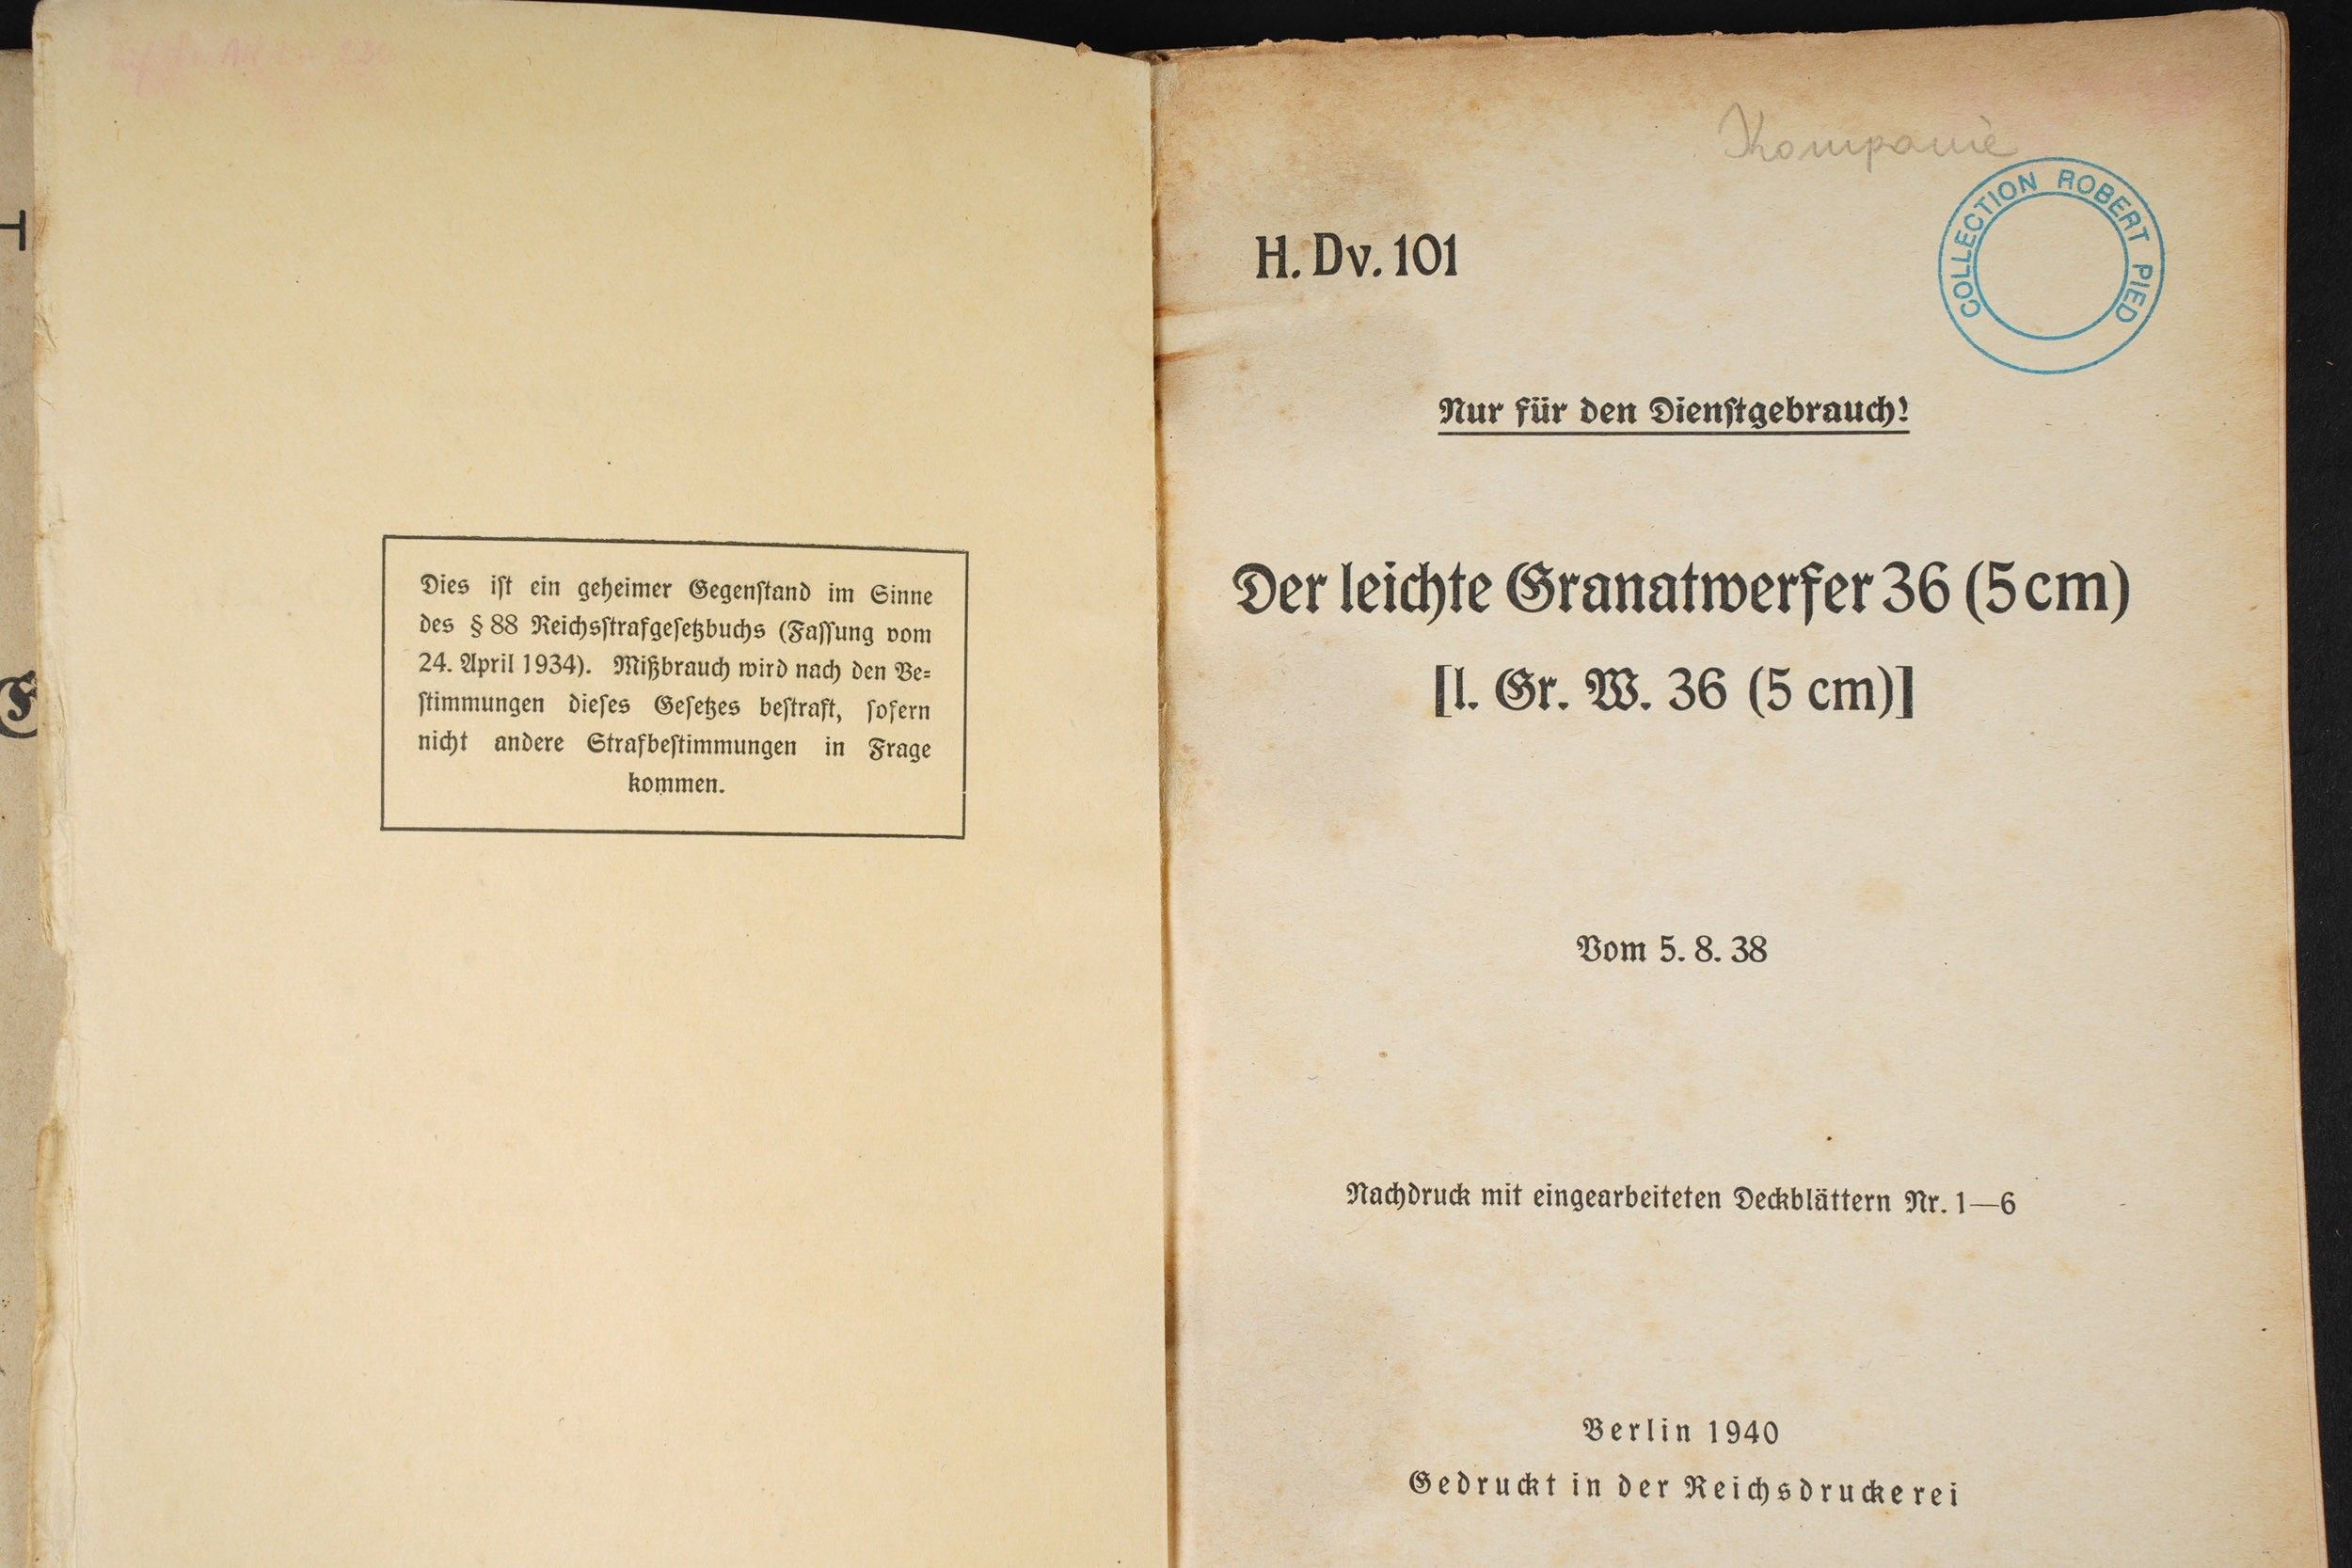 Dies ist ein geheimer Gegenstand im Sinne
des § 88 Reichsstrafgesetzbuchs (Fassung vom
24. April 1934). Mißbrauch wird nach den Be-
stimmungen dieses Gesetzes bestraft, sofern
nicht andere Strafbestimmungen in Frage
kommen.
Kompanie
COLLECTION ROBERT PIED
H. Dv. 101
Nur für den Dienstgebrauch!
Der leichte Granatwerfer 36 (5 cm)
[l. Gr. W. 36 (5 cm)]
Vom 5. 8. 38
Nachdruck mit eingearbeiteten Deckblättern Nr. 1—6
Berlin 1940
Gedruckt in der Reichsdruckerei